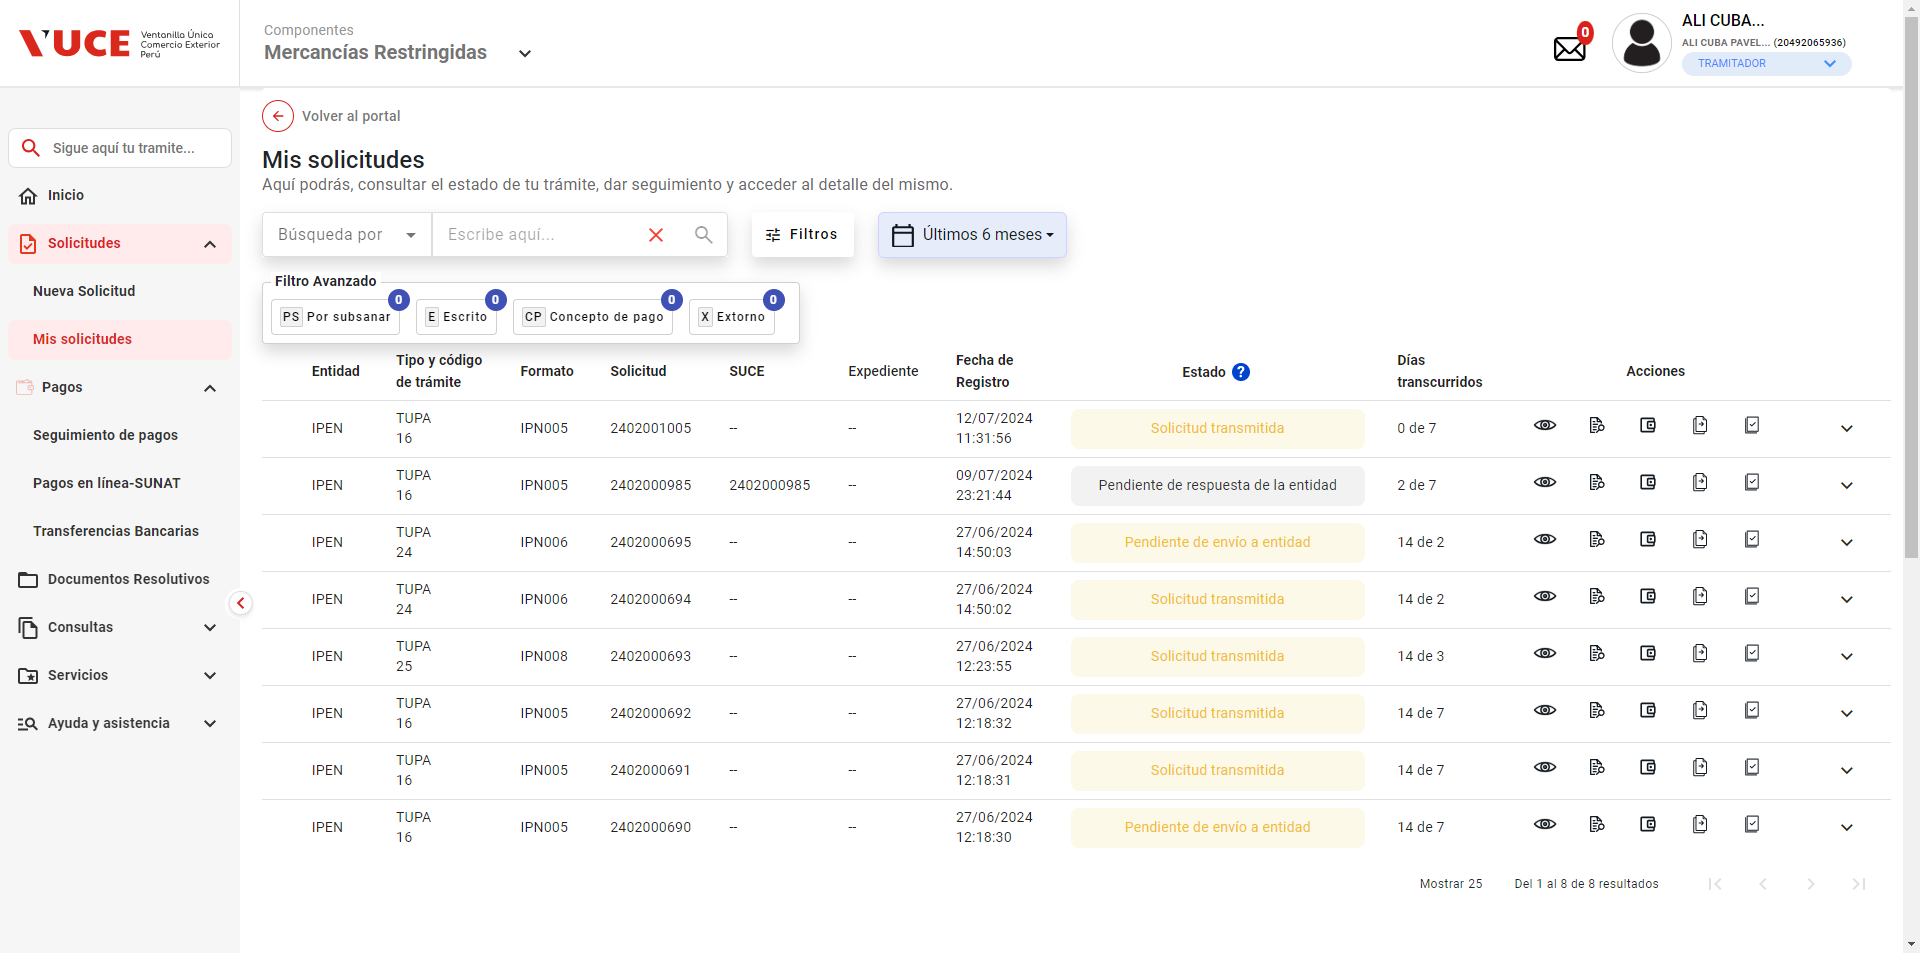 VUCE Ventanilla Única
Comercio Exterior
Perú
Componentes
Mercancías Restringidas
0
ALI CUBA...
ALI CUBA PAVEL... (20492065936)
TRAMITADOR
Sigue aquí tu tramite...
Inicio
Solicitudes
Nueva Solicitud
Mis solicitudes
Pagos
Seguimiento de pagos
Pagos en línea-SUNAT
Transferencias Bancarias
Documentos Resolutivos
Consultas
Servicios
Ayuda y asistencia
Volver al portal
Mis solicitudes
Aquí podrás, consultar el estado de tu trámite, dar seguimiento y acceder al detalle del mismo.
Búsqueda por Escribe aquí... Filtros Últimos 6 meses
Filtro Avanzado
PS Por subsanar 0 E Escrito 0 CP Concepto de pago 0 X Extorno 0
Entidad Tipo y código de trámite Formato Solicitud SUCE Expediente Fecha de Registro Estado ? Días transcurridos Acciones
IPEN TUPA 16 IPN005 2402001005 -- -- 12/07/2024 11:31:56 Solicitud transmitida 0 de 7
IPEN TUPA 16 IPN005 2402000985 2402000985 -- 09/07/2024 23:21:44 Pendiente de respuesta de la entidad 2 de 7
IPEN TUPA 24 IPN006 2402000695 -- -- 27/06/2024 14:50:03 Pendiente de envío a entidad 14 de 2
IPEN TUPA 24 IPN006 2402000694 -- -- 27/06/2024 14:50:02 Solicitud transmitida 14 de 2
IPEN TUPA 25 IPN008 2402000693 -- -- 27/06/2024 12:23:55 Solicitud transmitida 14 de 3
IPEN TUPA 16 IPN005 2402000692 -- -- 27/06/2024 12:18:32 Solicitud transmitida 14 de 7
IPEN TUPA 16 IPN005 2402000691 -- -- 27/06/2024 12:18:31 Solicitud transmitida 14 de 7
IPEN TUPA 16 IPN005 2402000690 -- -- 27/06/2024 12:18:30 Pendiente de envío a entidad 14 de 7
Mostrar 25 Del 1 al 8 de 8 resultados